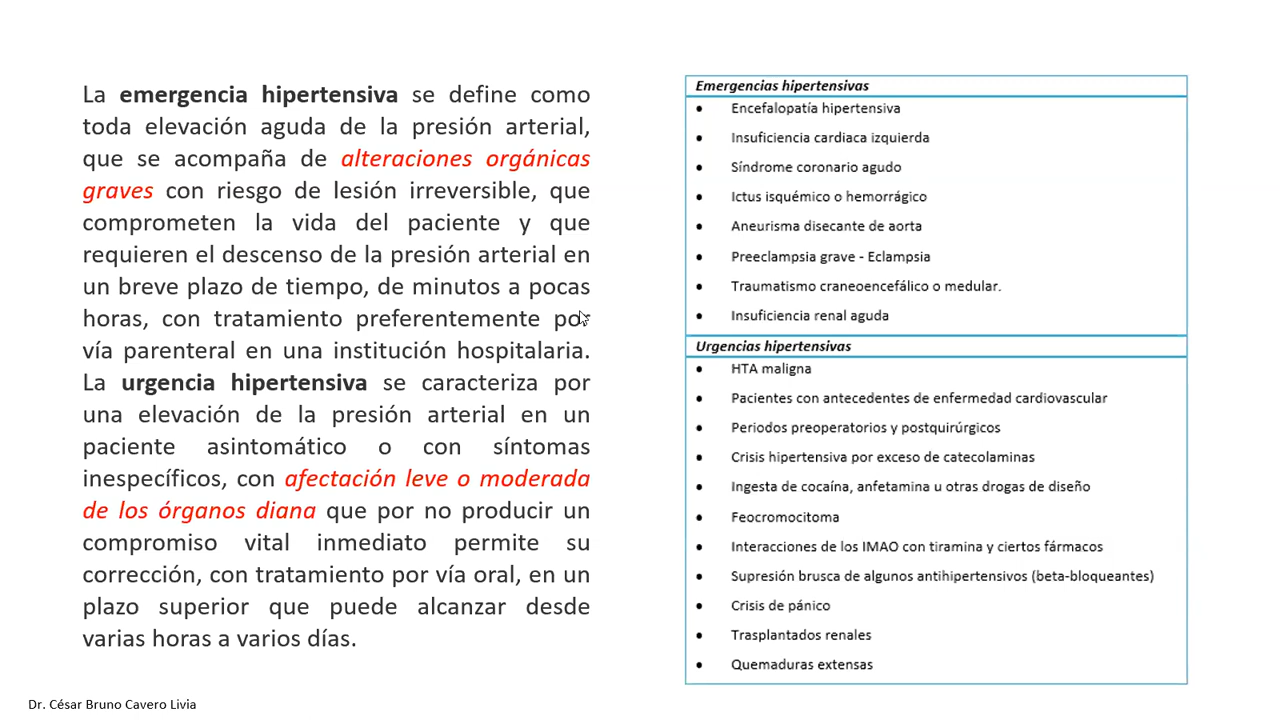 La emergencia hipertensiva se define como
toda elevación aguda de la presión arterial,
que se acompaña de alteraciones orgánicas
graves con riesgo de lesión irreversible, que
comprometen la vida del paciente y que
requieren el descenso de la presión arterial en
un breve plazo de tiempo, de minutos a pocas
horas, con tratamiento preferentemente por
vía parenteral en una institución hospitalaria.
La urgencia hipertensiva se caracteriza por
una elevación de la presión arterial en un
paciente asintomático o con síntomas
inespecíficos, con afectación leve o moderada
de los órganos diana que por no producir un
compromiso vital inmediato permite su
corrección, con tratamiento por vía oral, en un
plazo superior que puede alcanzar desde
varias horas a varios días.
Emergencias hipertensivas
● Encefalopatía hipertensiva
● Insuficiencia cardiaca izquierda
● Síndrome coronario agudo
● Ictus isquémico o hemorrágico
● Aneurisma disecante de aorta
● Preeclampsia grave - Eclampsia
● Traumatismo craneoencefálico o medular.
● Insuficiencia renal aguda
Urgencias hipertensivas
● HTA maligna
● Pacientes con antecedentes de enfermedad cardiovascular
● Periodos preoperatorios y postquirúrgicos
● Crisis hipertensiva por exceso de catecolaminas
● Ingesta de cocaína, anfetamina u otras drogas de diseño
● Feocromocitoma
● Interacciones de los IMAO con tiramina y ciertos fármacos
● Supresión brusca de algunos antihipertensivos (beta-bloqueantes)
● Crisis de pánico
● Trasplantados renales
● Quemaduras extensas
Dr. César Bruno Cavero Livia